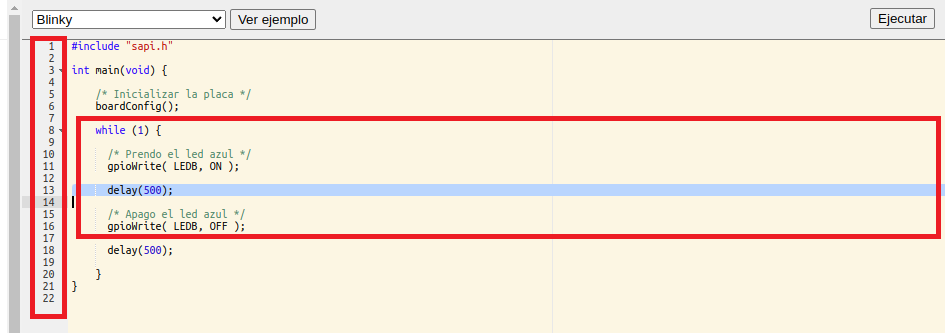 Blinky Ver ejemplo Ejecutar
1 #include "sapi.h"
2
3 int main(void) {
4
5 /* Inicializar la placa */
6 boardConfig();
7
8 while (1) {
9
10 /* Prendo el led azul */
11 gpioWrite( LEDB, ON );
12
13 delay(500);
14
15 /* Apago el led azul */
16 gpioWrite( LEDB, OFF );
17
18 delay(500);
19
20 }
21 }
22